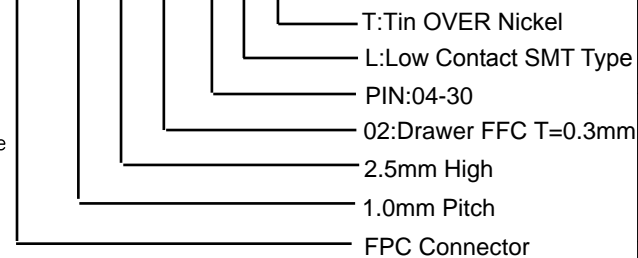 T:Tin OVER Nickel
L:Low Contact SMT Type
PIN:04-30
02:Drawer FFC T=0.3mm
e
2.5mm High
1.0mm Pitch
FPC Connector